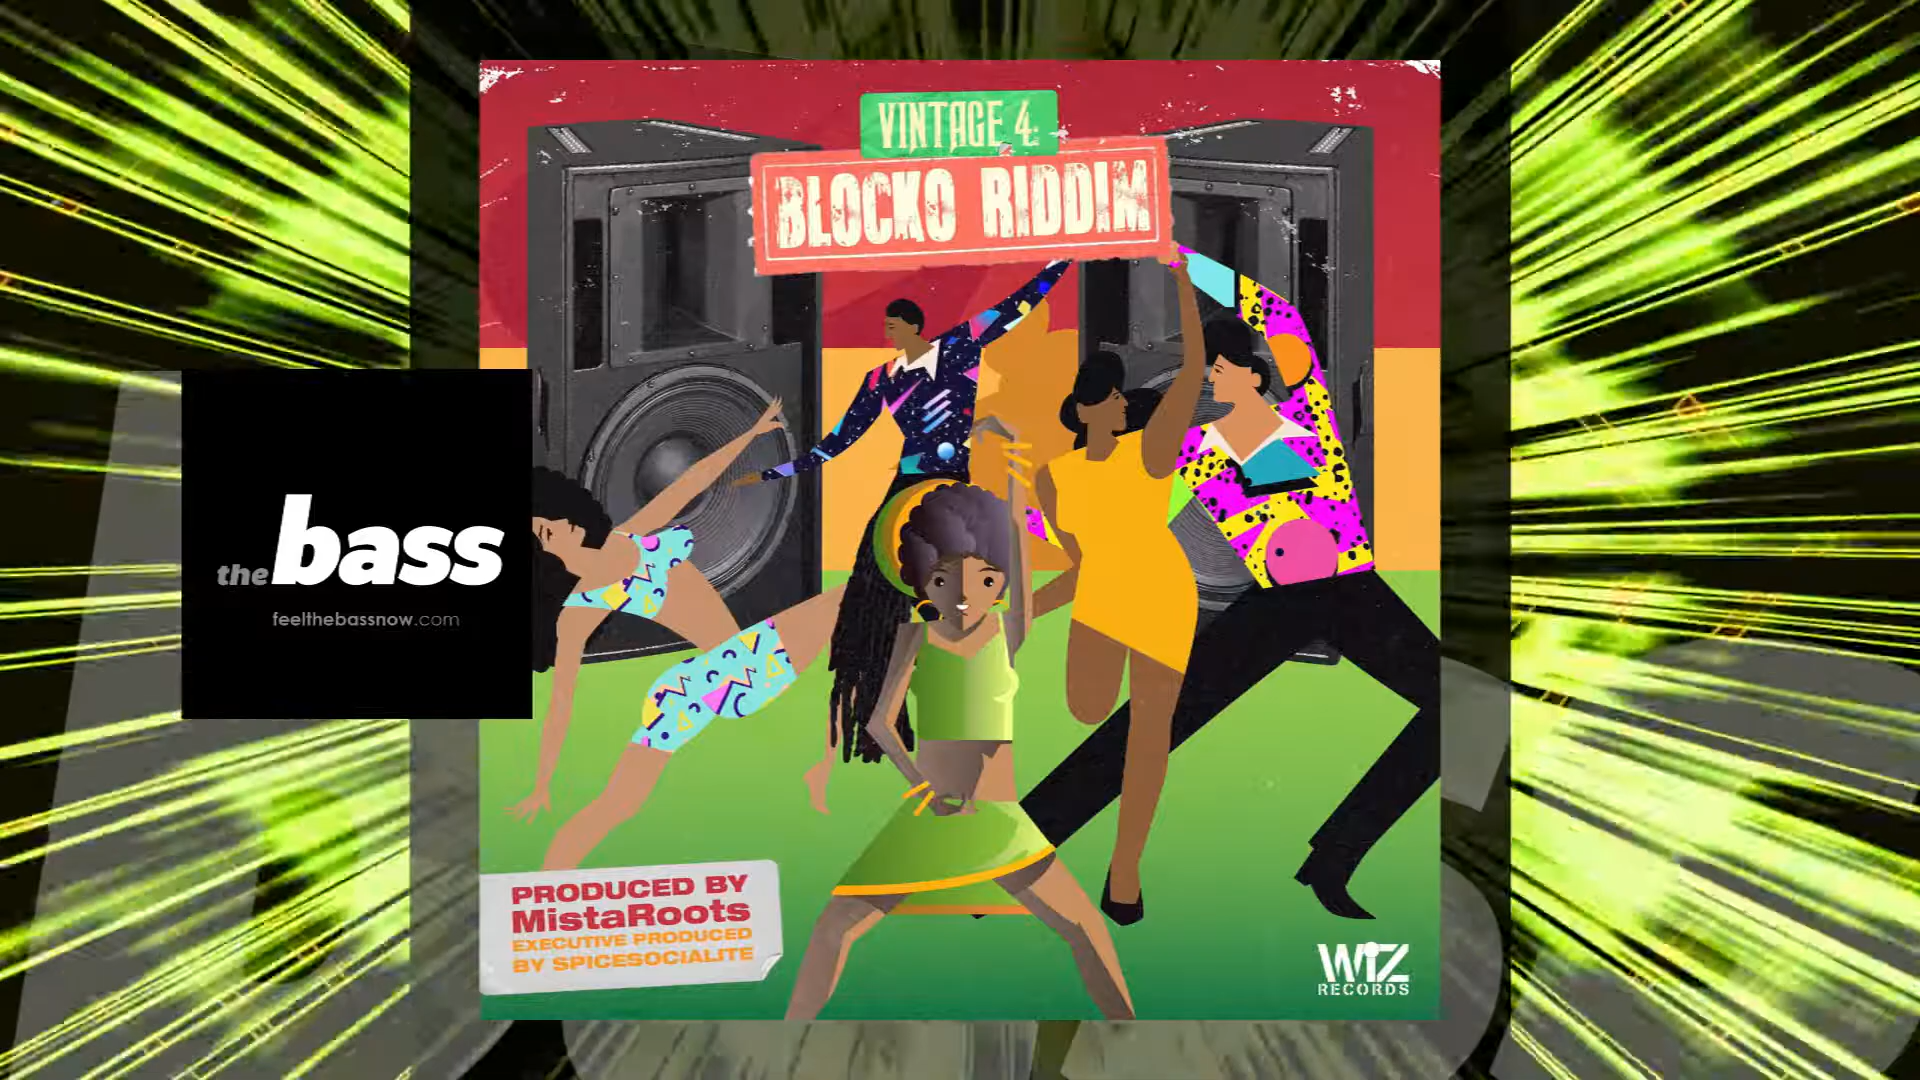 VINTAGE 4
BLOCKO RIDDIM
the bass
feelthebassnow.com
PRODUCED BY
MistaRoots
EXECUTIVE PRODUCED
BY SPICESOCIALITE
WIZ
RECORDS